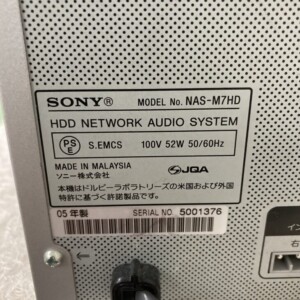 SONY® MODEL No. NAS-M7HD
HDD NETWORK AUDIO SYSTEM
PS E S.EMCS 100V 52W 50/60Hz
MADE IN MALAYSIA
ソニー株式会社 JQA
本機はドルビーラボラトリーズの米国および外国
特許に基づく許諾製品です。
05年製 SERIAL NO. 5001376
右